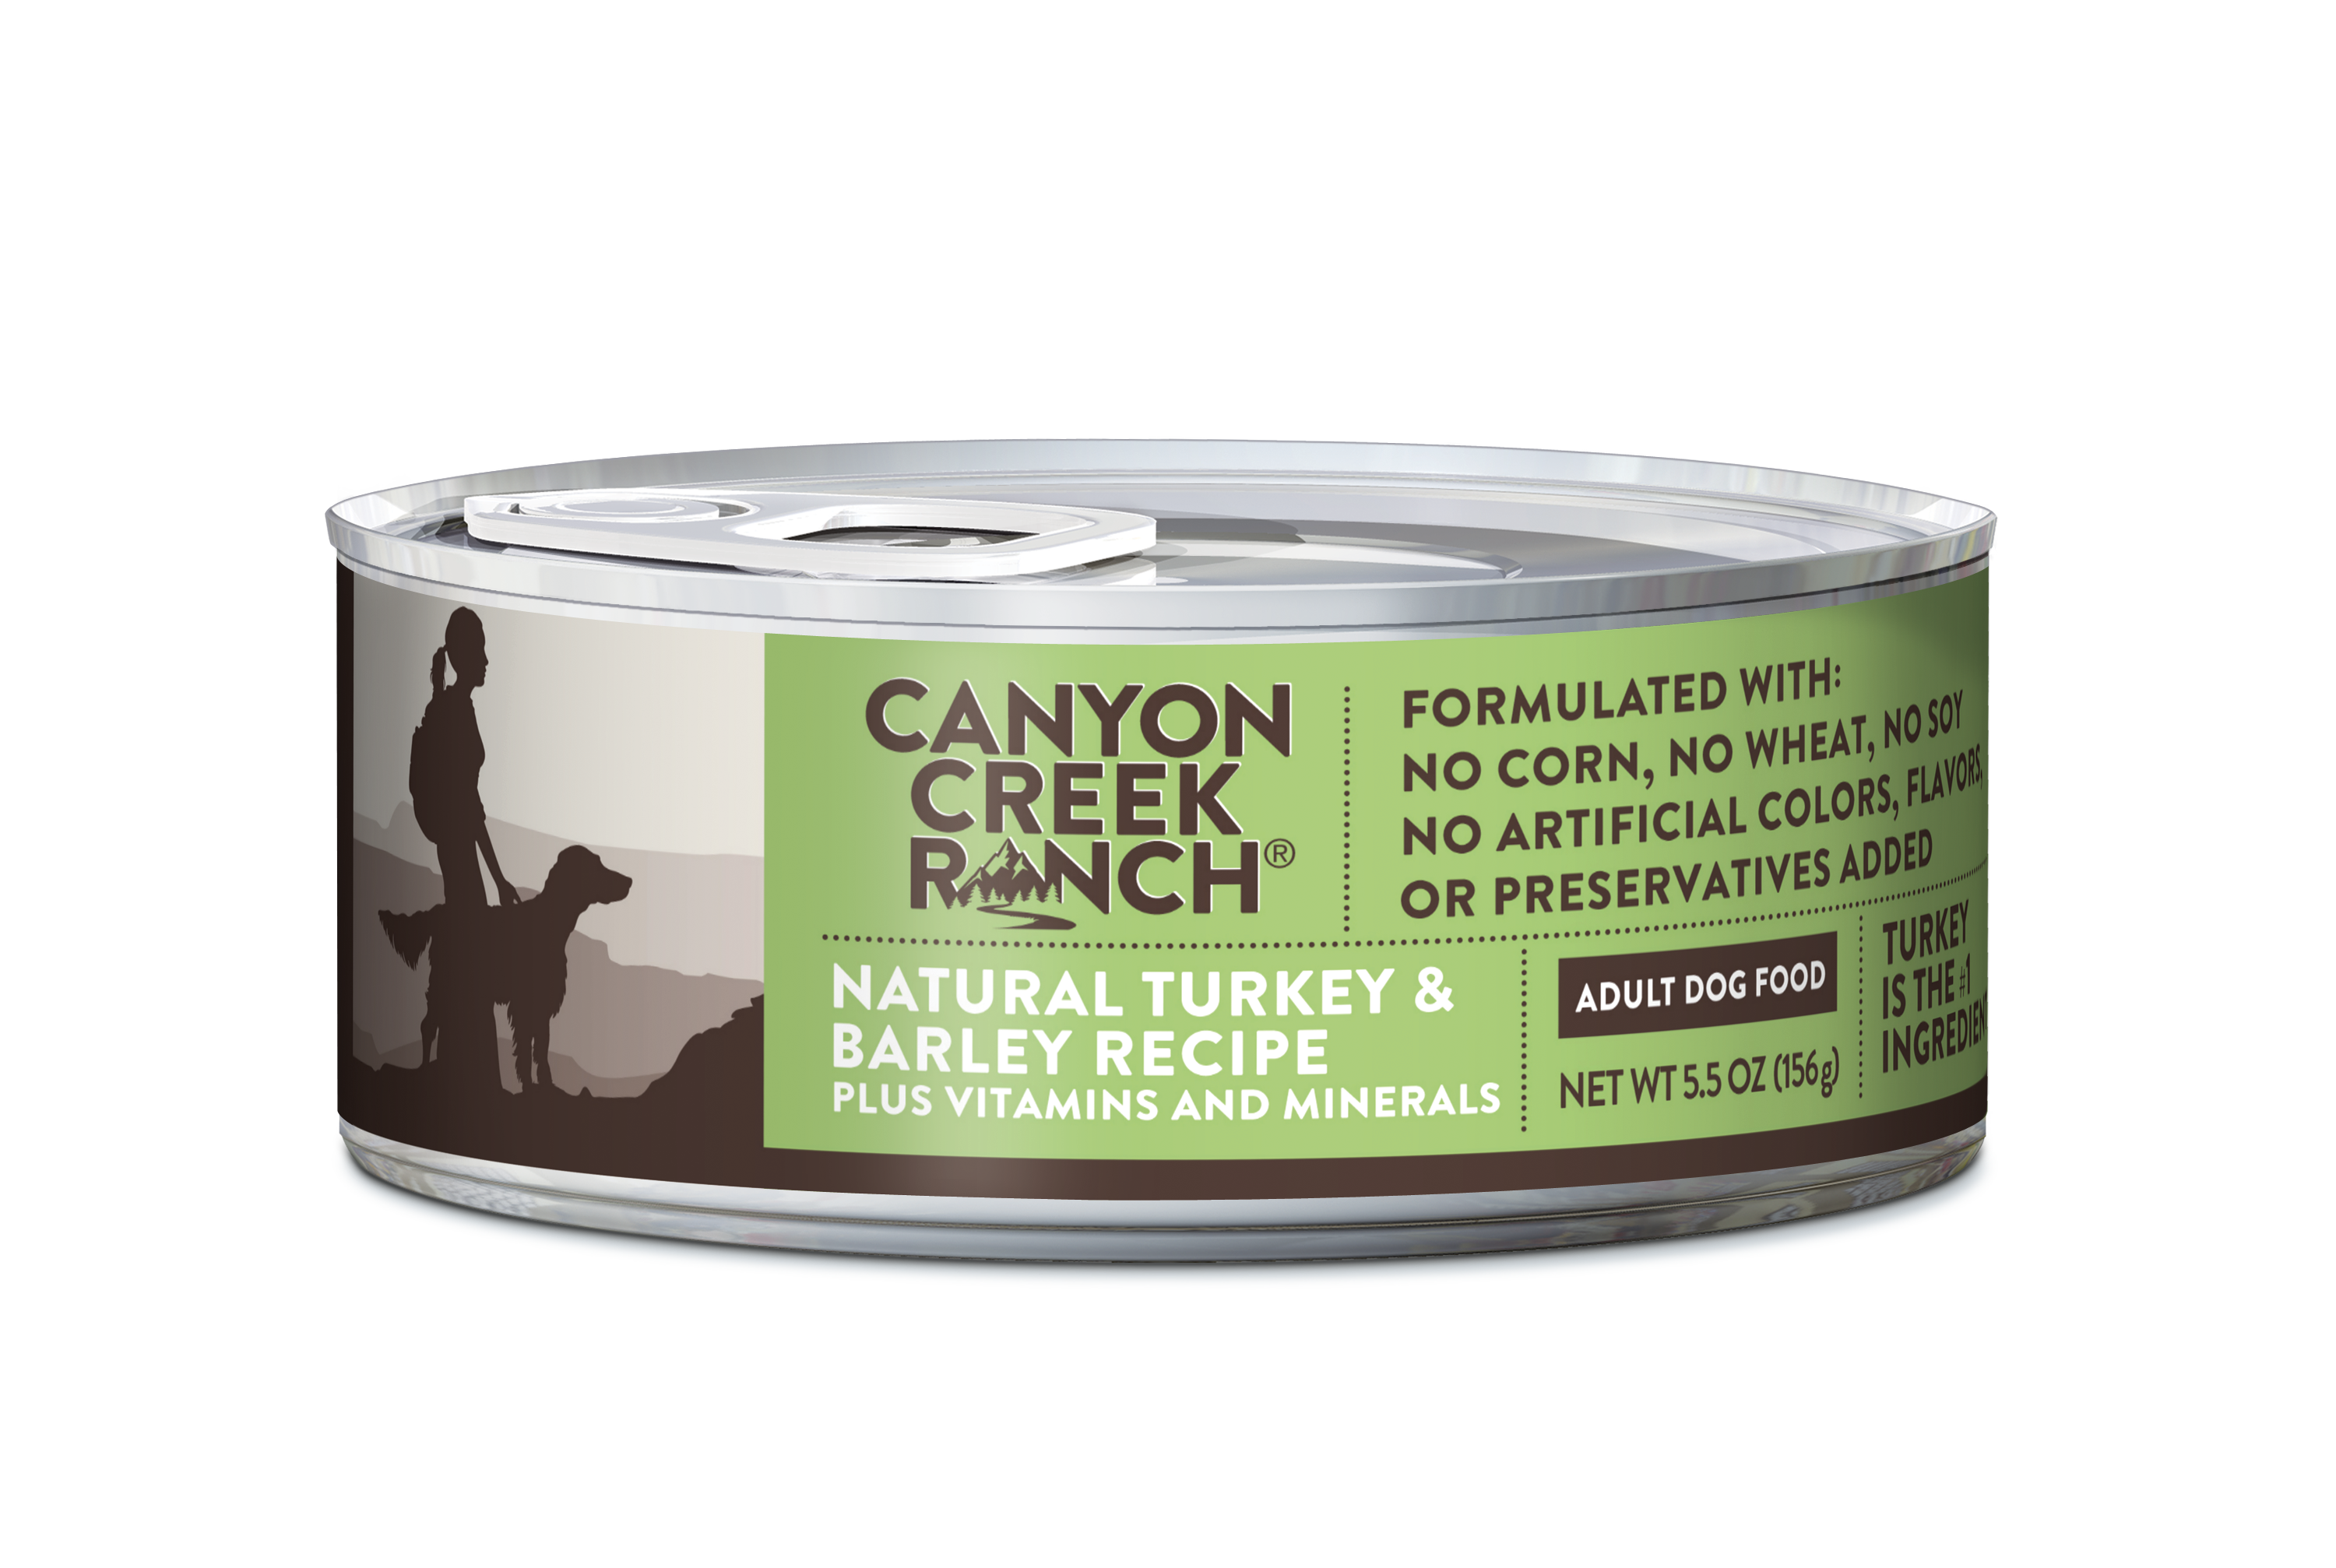 CANYON
CREEK
RANCH®
FORMULATED WITH:
NO CORN, NO WHEAT, NO SOY
NO ARTIFICIAL COLORS, FLAVORS,
OR PRESERVATIVES ADDED
NATURAL TURKEY &
BARLEY RECIPE
PLUS VITAMINS AND MINERALS
ADULT DOG FOOD
NET WT 5.5 OZ (156g)
TURKEY
IS THE #1
INGREDIEN